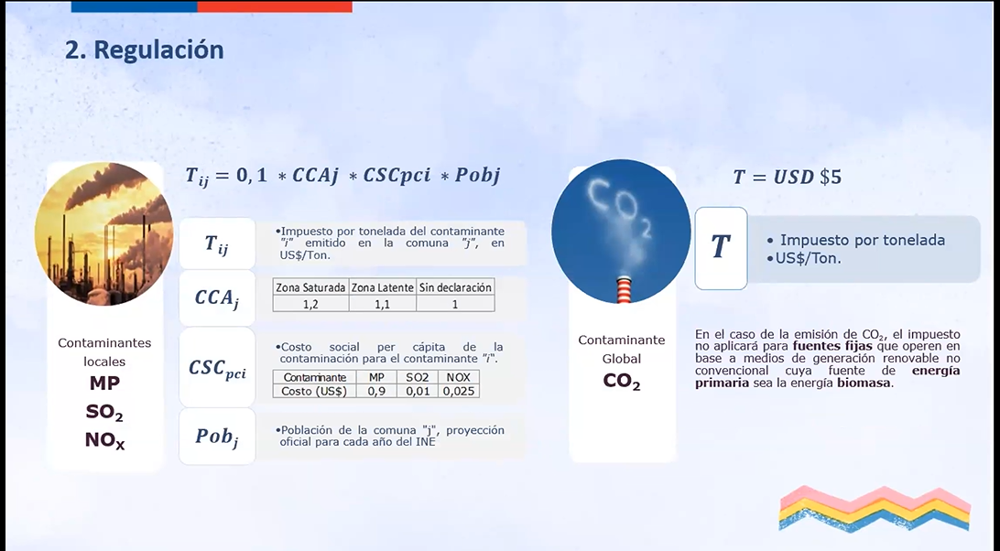 2. Regulación
T_ij = 0,1 * CCAj * CSCpci * Pobj
T_ij
•Impuesto por tonelada del contaminante
"i" emitido en la comuna "j", en
US$/Ton.
CCA_j
Zona Saturada Zona Latente Sin declaración
1,2 1,1 1
CSC_pci
•Costo social per cápita de la
contaminación para el contaminante "i".
Contaminante MP SO2 NOX
Costo (US$) 0,9 0,01 0,025
Pob_j
•Población de la comuna "j", proyección
oficial para cada año del INE
Contaminantes
locales
MP
SO₂
NOx
CO₂
Contaminante
Global
CO₂
T = USD $5
T
• Impuesto por tonelada
•US$/Ton.
En el caso de la emisión de CO₂, el impuesto
no aplicará para fuentes fijas que operen en
base a medios de generación renovable no
convencional cuya fuente de energía
primaria sea la energía biomasa.